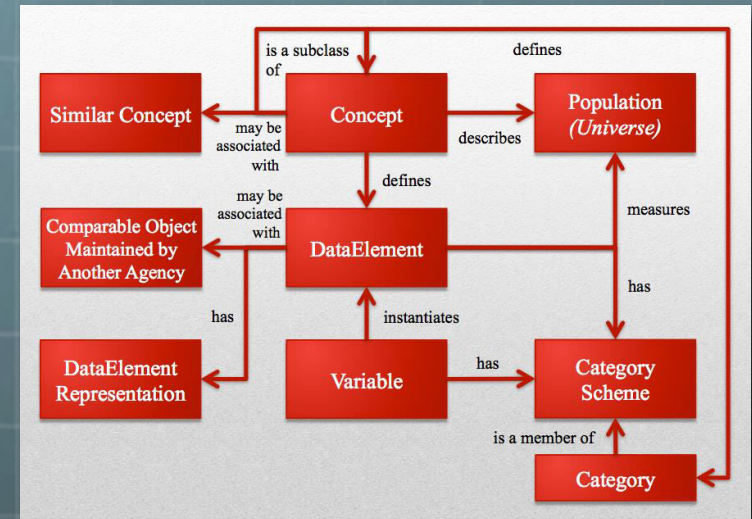 is a subclass
of
defines
Similar Concept
Concept
Population
(Universe)
may be
associated
with
describes
defines
may be
associated
with
measures
Comparable Object
Maintained by
Another Agency
DataElement
has
has
instantiates
DataElement
Representation
Variable
has
Category
Scheme
is a member of
Category